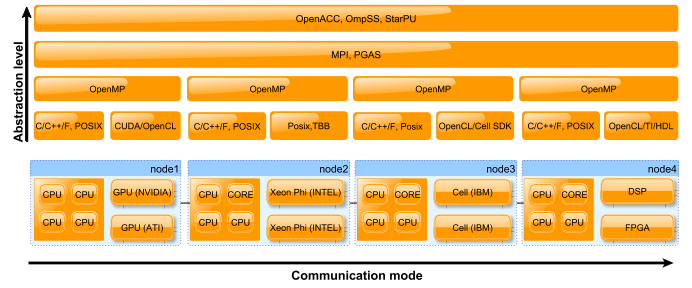 Abstraction level
OpenACC, OmpSS, StarPU
MPI, PGAS
OpenMP OpenMP OpenMP OpenMP
C/C++/F, POSIX CUDA/OpenCL C/C++/F, POSIX Posix,TBB C/C++/F, Posix OpenCL/Cell SDK C/C++/F, POSIX OpenCL/TI/HDL
node1 node2 node3 node4
CPU CPU GPU (NVIDIA) CPU CORE Xeon Phi (INTEL) CPU CORE Cell (IBM) CPU CORE DSP
CPU CPU GPU (ATI) CPU CPU Xeon Phi (INTEL) CPU CPU Cell (IBM) CPU CPU FPGA
Communication mode